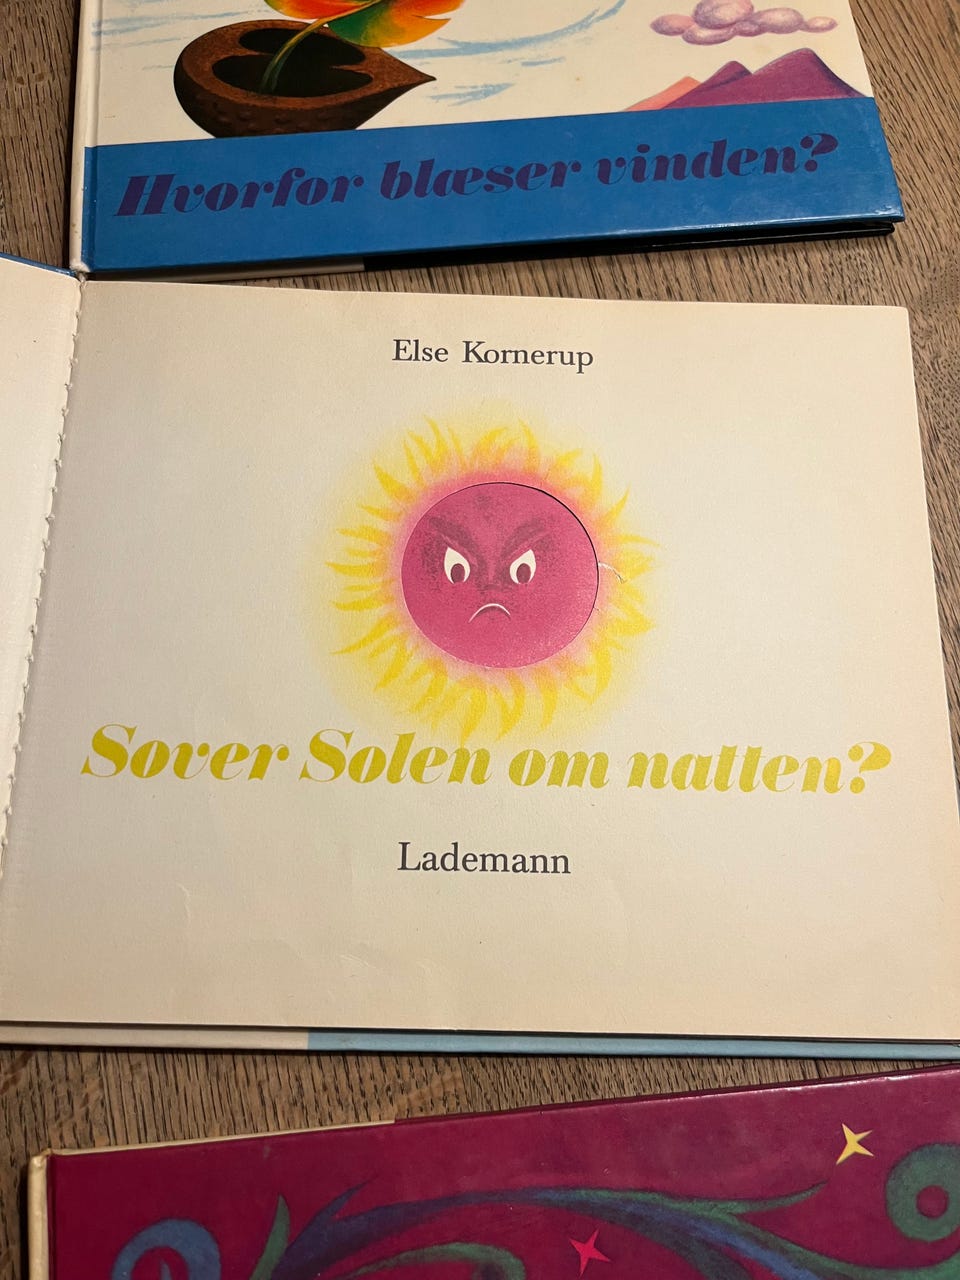 Hvorfor blæser vinden?
Else Kornerup
Sover Solen om natten?
Lademann